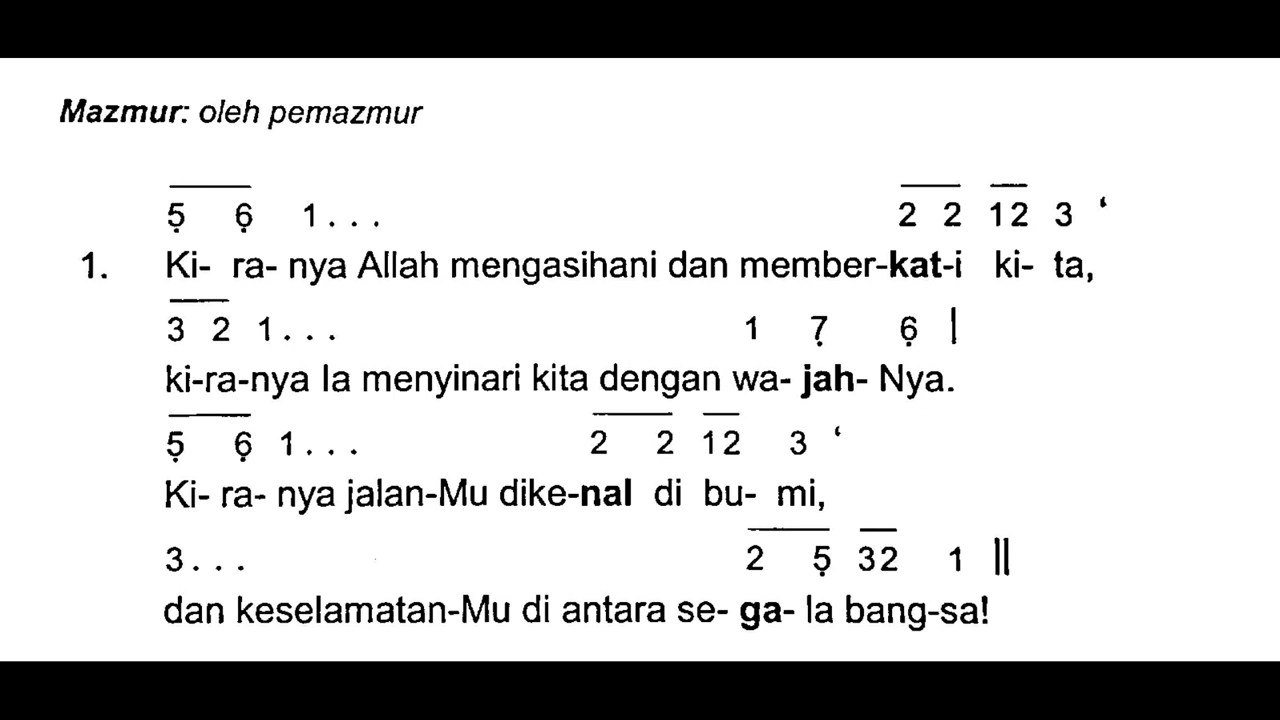 Mazmur: oleh pemazmur
5̣ 6̣ 1 . . . 2 2 12 3 ‘
1. Ki- ra- nya Allah mengasihani dan member-kat-i ki- ta,
3 2 1 . . . 1 7̣ 6̣ |
ki-ra-nya Ia menyinari kita dengan wa- jah- Nya.
5̣ 6̣ 1 . . . 2 2 12 3 ‘
Ki- ra- nya jalan-Mu dike-nal di bu- mi,
3 . . . 2 5̣ 32 1 ||
dan keselamatan-Mu di antara se- ga- la bang-sa!